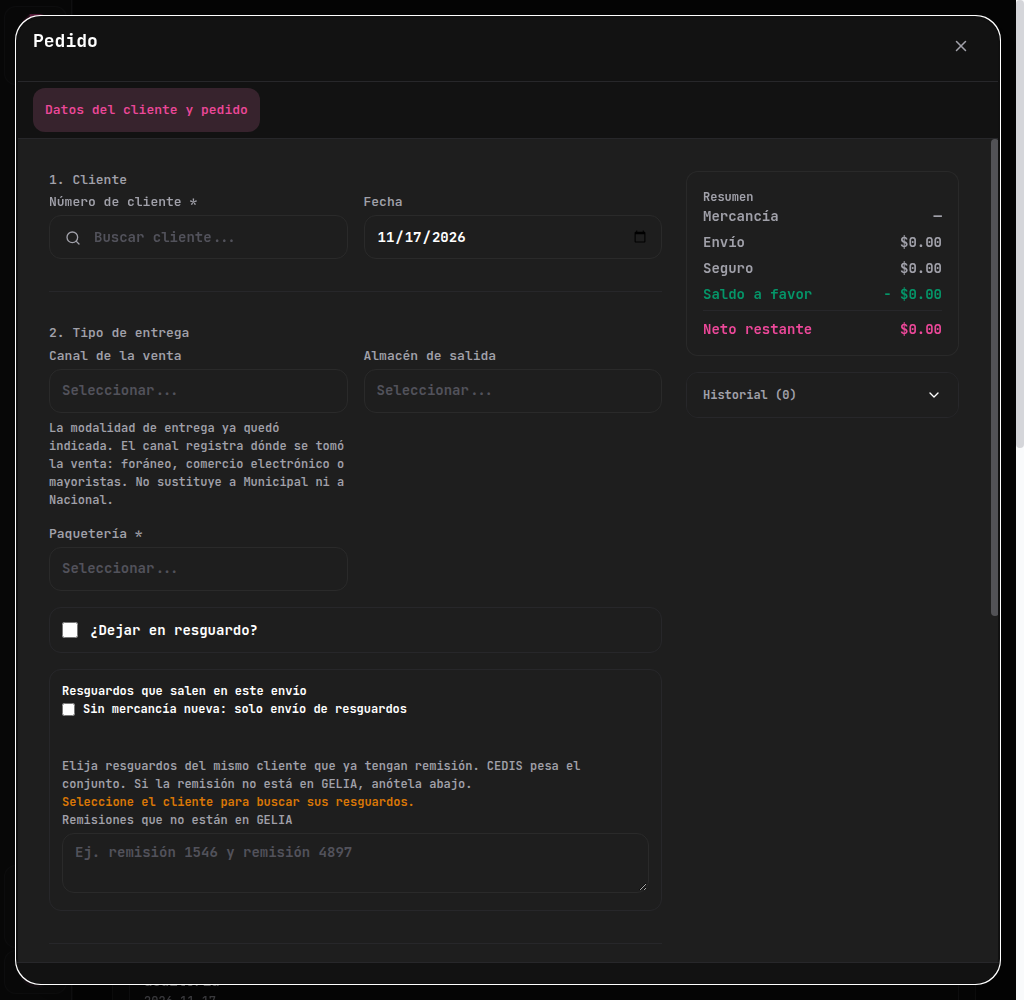 Pedido
Datos del cliente y pedido
1. Cliente
Número de cliente *
Buscar cliente...
Fecha
11/17/2026
2. Tipo de entrega
Canal de la venta
Seleccionar...
Almacén de salida
Seleccionar...
La modalidad de entrega ya quedó
indicada. El canal registra dónde se tomó
la venta: foráneo, comercio electrónico o
mayoristas. No sustituye a Municipal ni a
Nacional.
Paquetería *
Seleccionar...
¿Dejar en resguardo?
Resguardos que salen en este envío
Sin mercancía nueva: solo envío de resguardos
Elija resguardos del mismo cliente que ya tengan remisión. CEDIS pesa el
conjunto. Si la remisión no está en GELIA, anótela abajo.
Seleccione el cliente para buscar sus resguardos.
Remisiones que no están en GELIA
Ej. remisión 1546 y remisión 4897
Resumen
Mercancía —
Envío $0.00
Seguro $0.00
Saldo a favor - $0.00
Neto restante $0.00
Historial (0)
2026-11-17